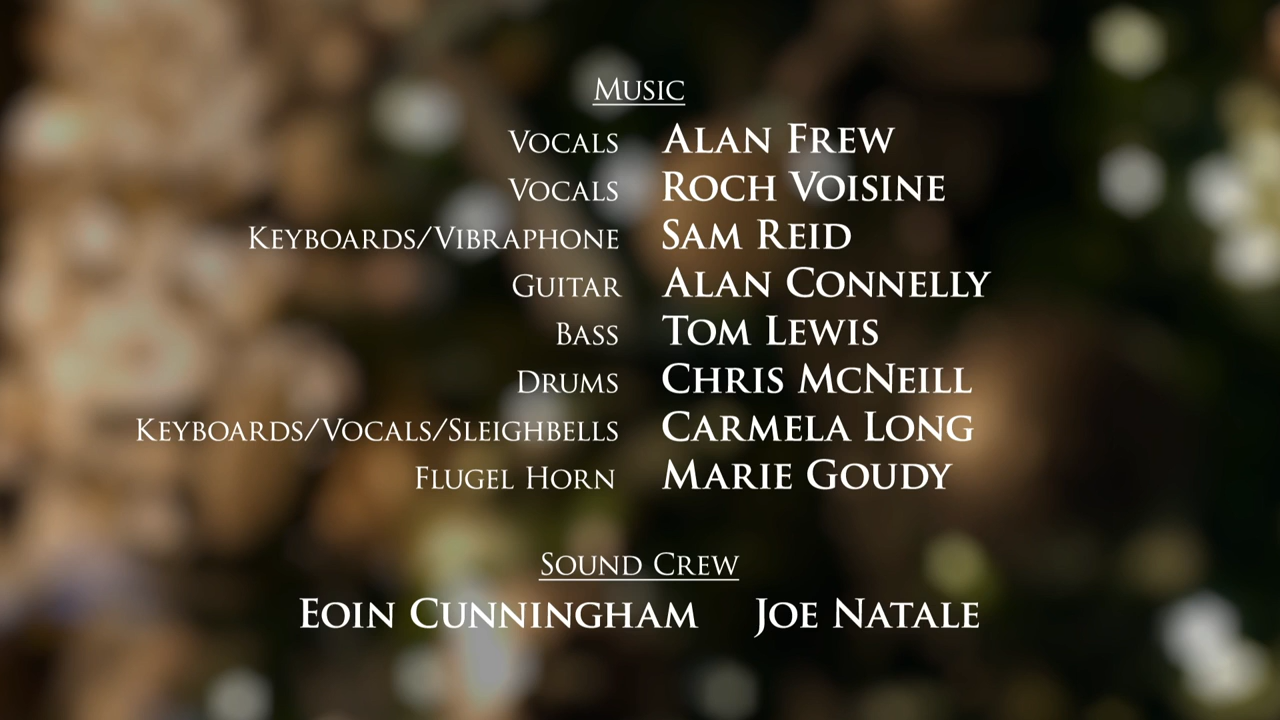 MUSIC
VOCALS ALAN FREW
VOCALS ROCH VOISINE
KEYBOARDS/VIBRAPHONE SAM REID
GUITAR ALAN CONNELLY
BASS TOM LEWIS
DRUMS CHRIS MCNEILL
KEYBOARDS/VOCALS/SLEIGHBELLS CARMELA LONG
FLUGEL HORN MARIE GOUDY
SOUND CREW
EOIN CUNNINGHAM JOE NATALE